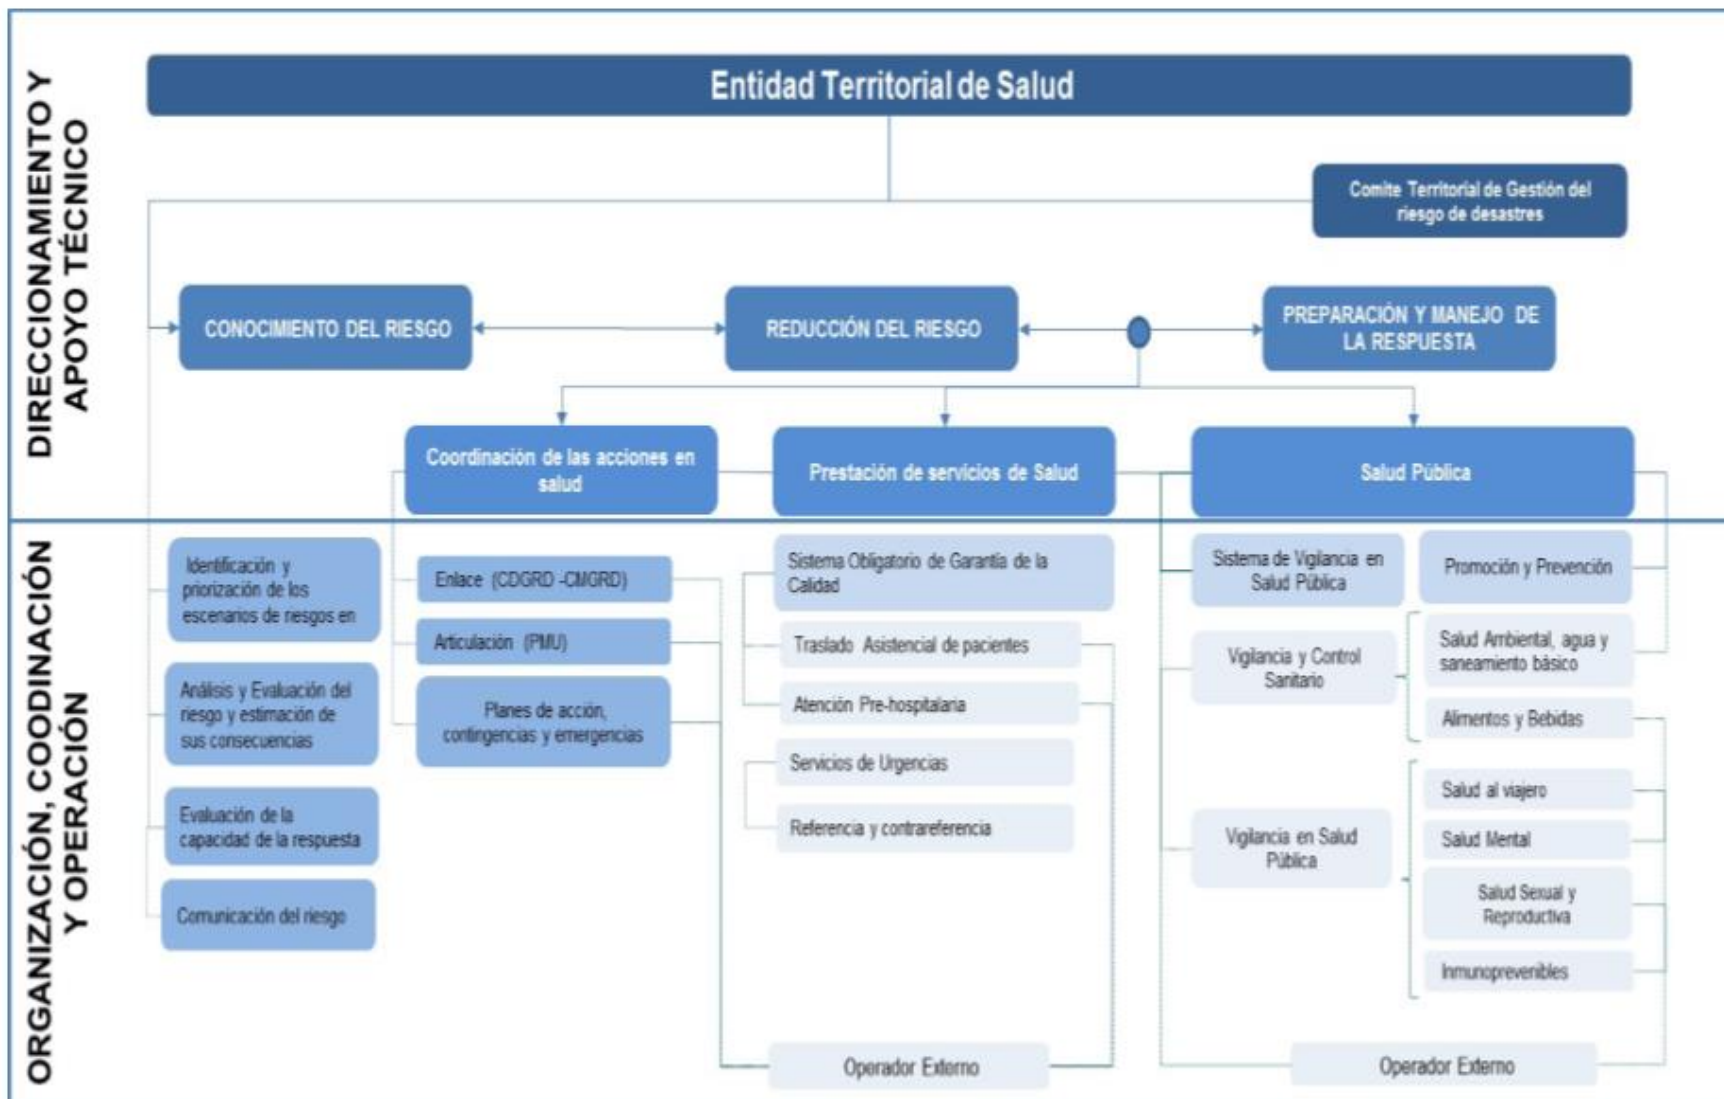 DIRECCIONAMIENTO Y
APOYO TÉCNICO
Entidad Territorial de Salud
Comite Territorial de Gestión del
riesgo de desastres
CONOCIMIENTO DEL RIESGO
REDUCCIÓN DEL RIESGO
PREPARACIÓN Y MANEJO DE
LA RESPUESTA
Coordinación de las acciones en
salud
Prestación de servicios de Salud
Salud Pública
ORGANIZACIÓN, COODINACIÓN
Y OPERACIÓN
Identificación y
priorización de los
escenarios de riesgos en
Análisis y Evaluación del
riesgo y estimación de
sus consecuencias
Evaluación de la
capacidad de la respuesta
Comunicación del riesgo
Enlace (CDGRD -CMGRD)
Articulación (PMU)
Planes de acción,
contingencias y emergencias
Sistema Obligatorio de Garantía de la
Calidad
Traslado Asistencial de pacientes
Atención Pre-hospitalaria
Servicios de Urgencias
Referencia y contrareferencia
Operador Externo
Sistema de Vigilancia en
Salud Pública
Vigilancia y Control
Sanitario
Vigilancia en Salud
Pública
Promoción y Prevención
Salud Ambiental, agua y
saneamiento básico
Alimentos y Bebidas
Salud al viajero
Salud Mental
Salud Sexual y
Reproductiva
Inmunoprevenibles
Operador Externo